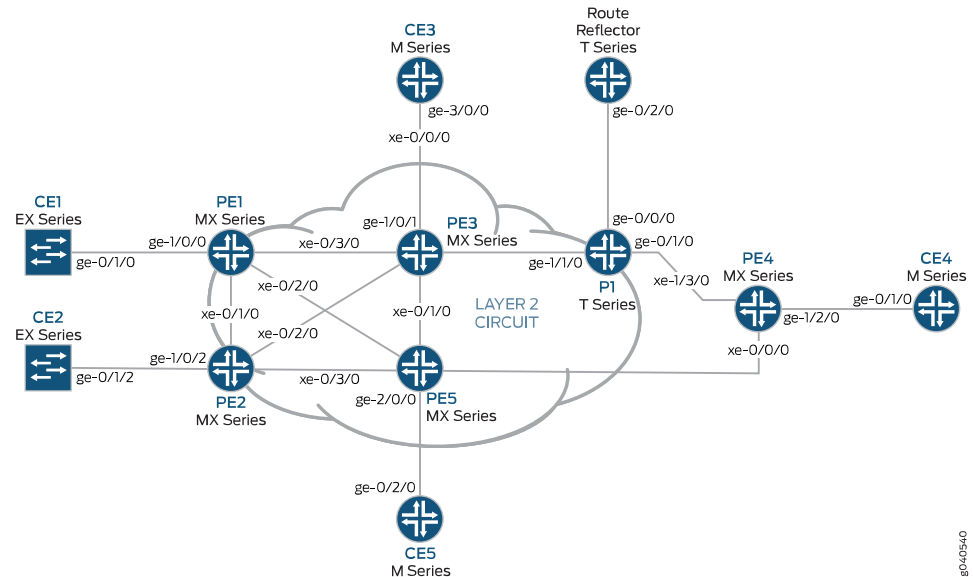 CE3
M Series
ge-3/0/0
xe-0/0/0
Route
Reflector
T Series
ge-0/2/0
CE1
EX Series
ge-0/1/0
ge-1/0/0
PE1
MX Series
xe-0/3/0
xe-0/2/0
xe-0/1/0
ge-1/0/1
PE3
MX Series
ge-0/0/0
ge-0/1/0
ge-1/1/0
P1
T Series
xe-1/3/0
PE4
MX Series
ge-1/2/0
xe-0/0/0
CE4
M Series
ge-0/1/0
LAYER 2
CIRCUIT
xe-0/1/0
xe-0/2/0
CE2
EX Series
ge-0/1/2
ge-1/0/2
PE2
MX Series
xe-0/3/0
ge-2/0/0
PE5
MX Series
ge-0/2/0
CE5
M Series
g040540